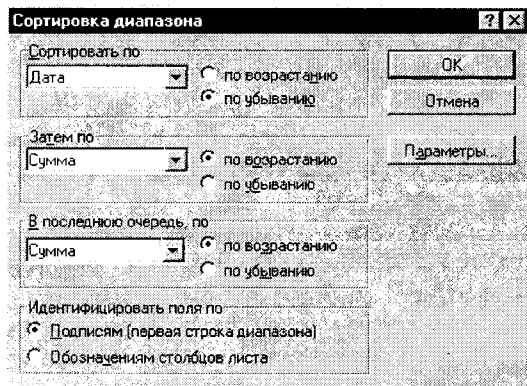 Сортировка диапазона
Сортировать по
Дата
по возрастанию
по убыванию
OK
Отмена
Затем по
Сумма
по возрастанию
по убыванию
Параметры...
В последнюю очередь, по
Сумма
по возрастанию
по убыванию
Идентифицировать поля по
Подписям (первая строка диапазона)
Обозначениям столбцов листа